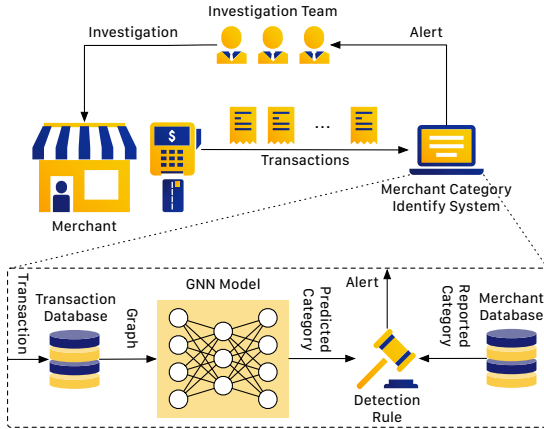 Investigation Team
Investigation
Alert
$
...
Transactions
Merchant
Merchant Category
Identify System
GNN Model
Transaction
Transaction
Database
Graph
Predicted
Category
Alert
Reported
Category
Merchant
Database
Detection
Rule